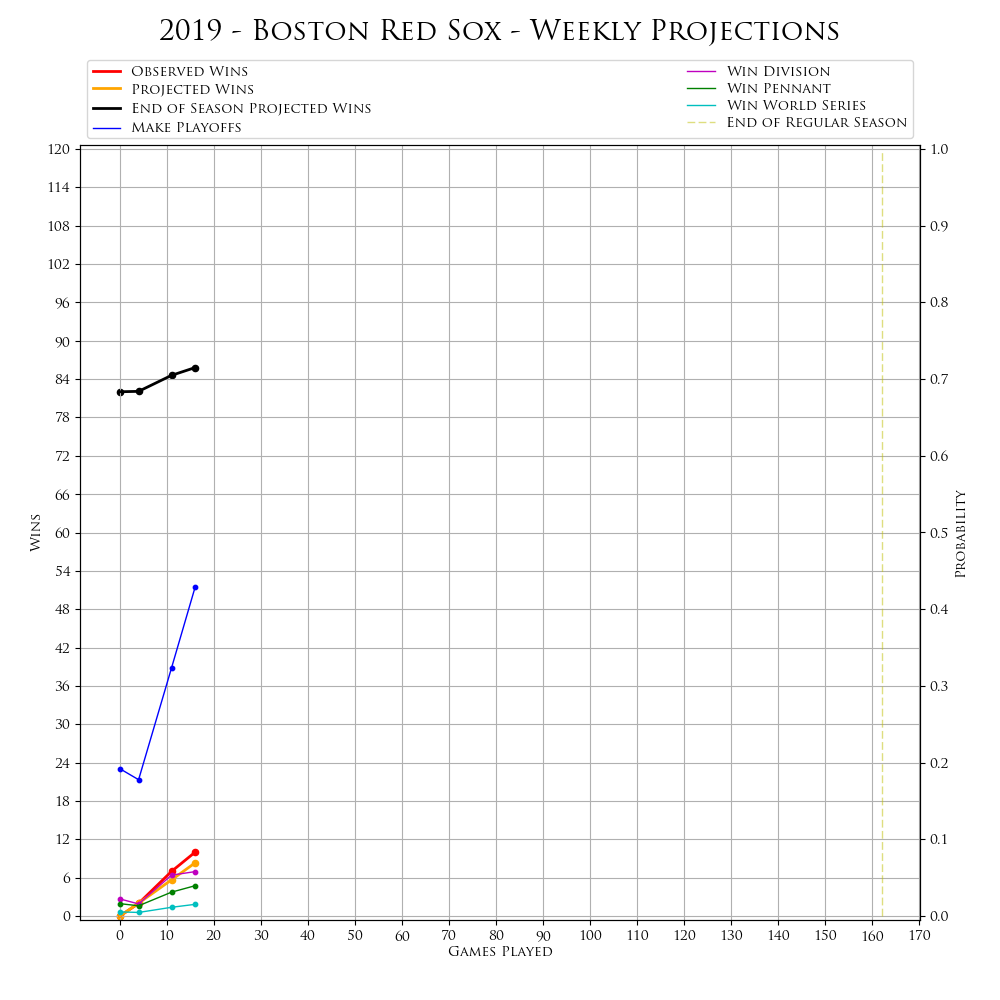 2019 - Boston Red Sox - Weekly Projections
Observed Wins
Projected Wins
End of Season Projected Wins
Make Playoffs
Win Division
Win Pennant
Win World Series
End of Regular Season
120
114
108
102
96
90
84
78
72
66
60
54
48
42
36
30
24
18
12
6
0
Wins
1.0
0.9
0.8
0.7
0.6
0.5
0.4
0.3
0.2
0.1
0.0
Probability
0 10 20 30 40 50 60 70 80 90 100 110 120 130 140 150 160 170
Games Played